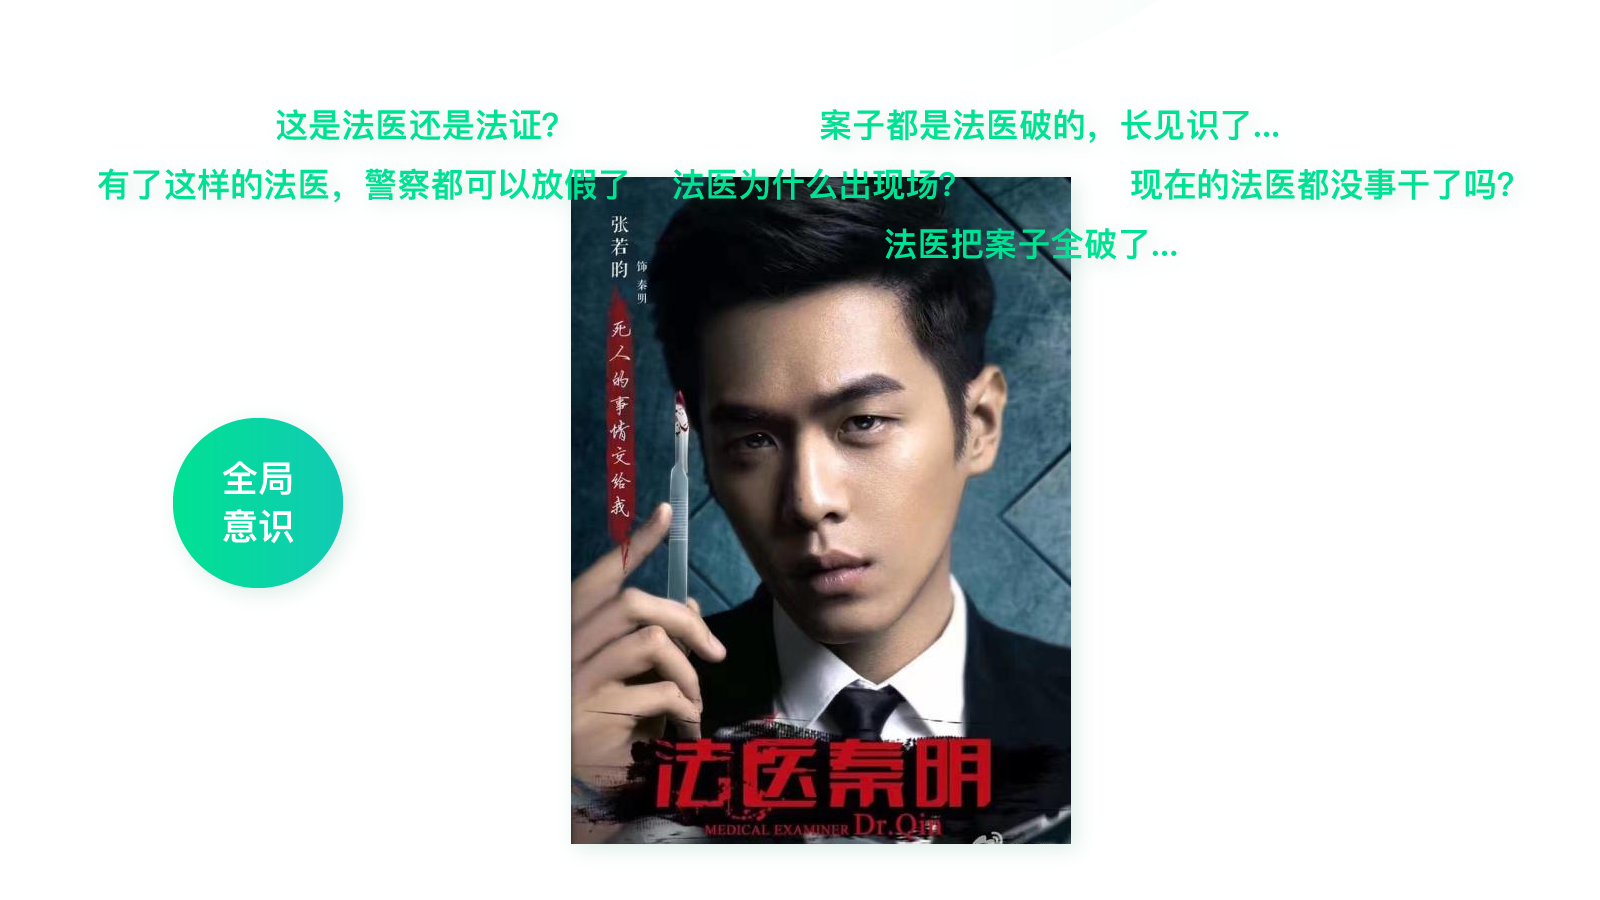 这是法医还是法证?
案子都是法医破的，长见识了...
有了这样的法医，警察都可以放假了
法医为什么出现场?
现在的法医都没事干了吗?
法医把案子全破了...
张若昀
饰 秦明
死人的事情交给我
全局
意识
法医秦明
MEDICAL EXAMINER Dr.Qin